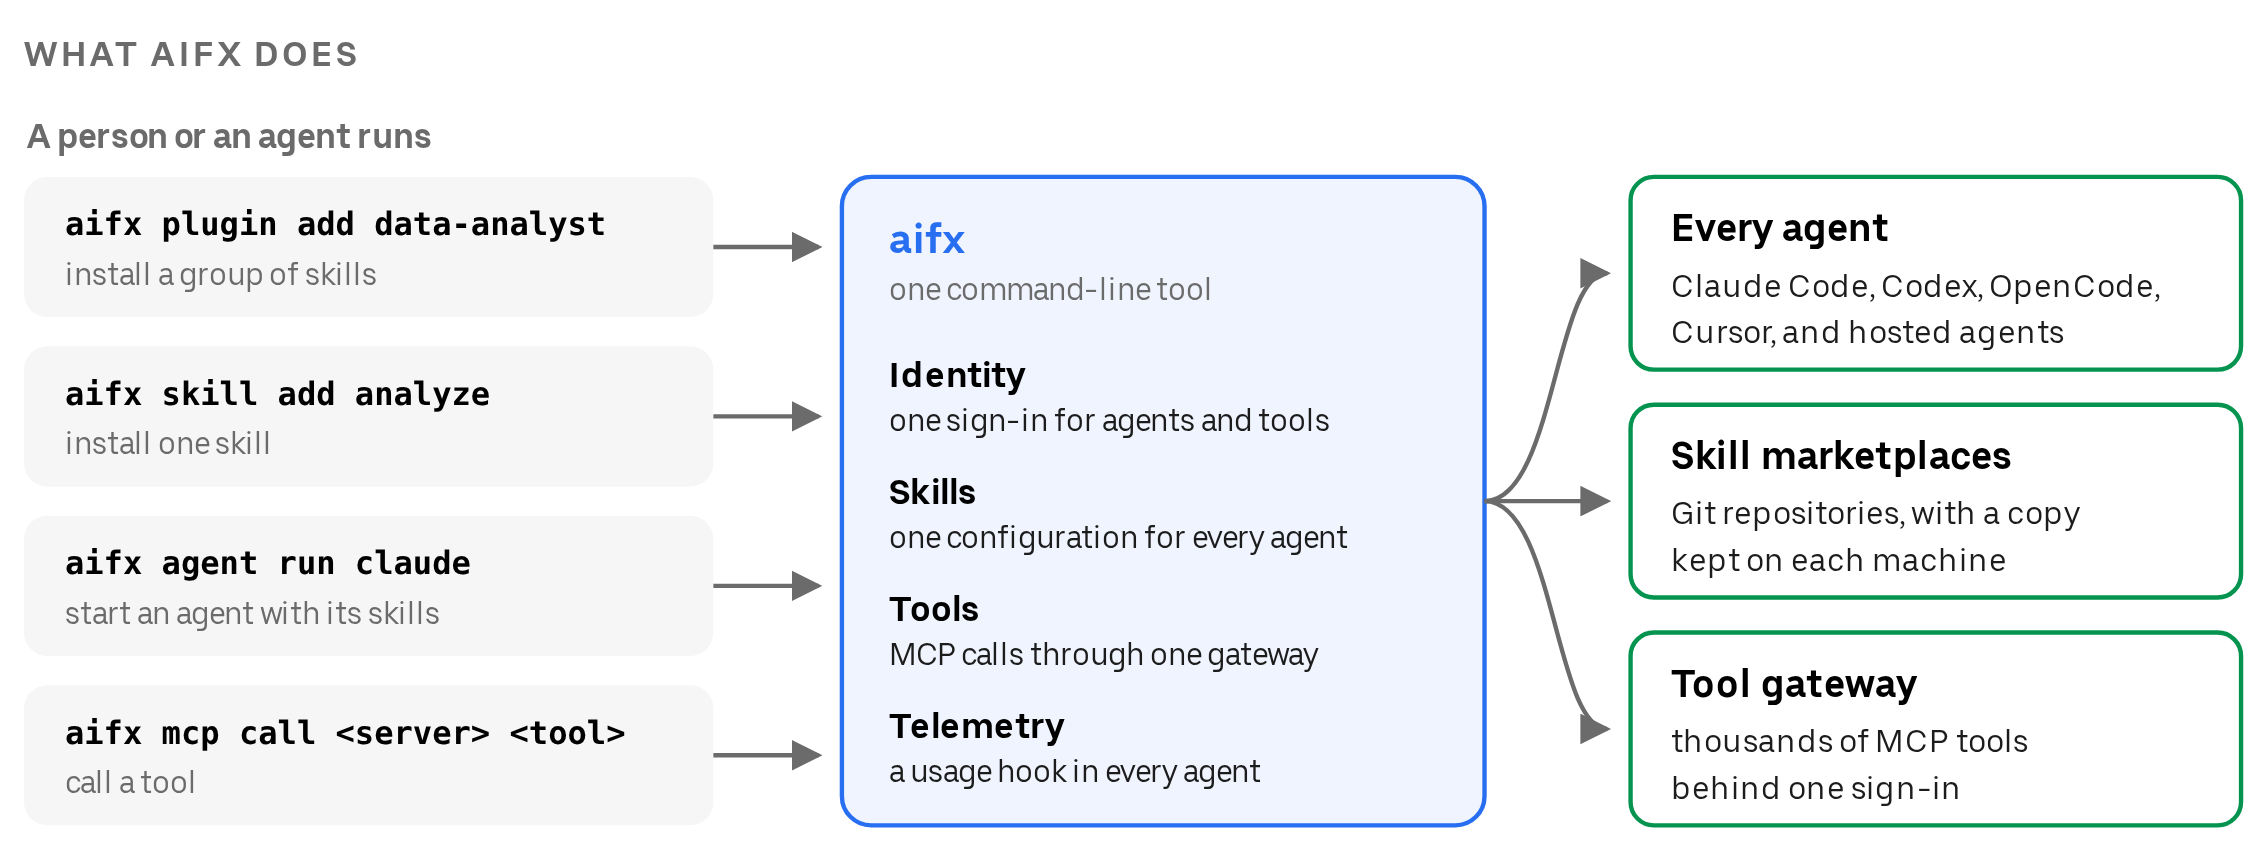 WHAT AIFX DOES
A person or an agent runs
aifx plugin add data-analyst
install a group of skills
aifx skill add analyze
install one skill
aifx agent run claude
start an agent with its skills
aifx mcp call <server> <tool>
call a tool
aifx
one command-line tool
Identity
one sign-in for agents and tools
Skills
one configuration for every agent
Tools
MCP calls through one gateway
Telemetry
a usage hook in every agent
Every agent
Claude Code, Codex, OpenCode,
Cursor, and hosted agents
Skill marketplaces
Git repositories, with a copy
kept on each machine
Tool gateway
thousands of MCP tools
behind one sign-in